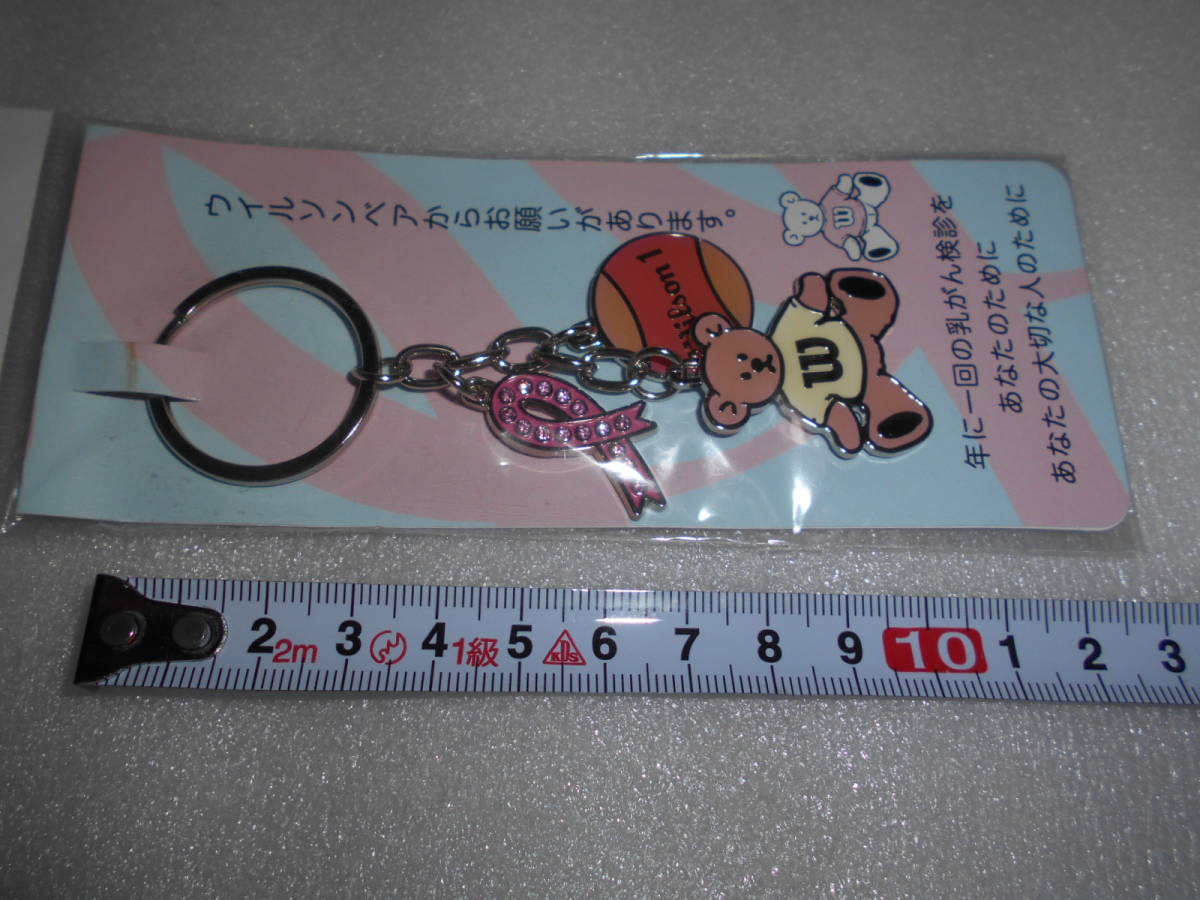 ウイルソンベアからお願いがあります。
年に一回の乳がん検診を
あなたのために
あなたの大切な人のために
W
Wilson 1
W
2 2m 3 4 1級 5 KDS 6 7 8 9 10 1 2 3